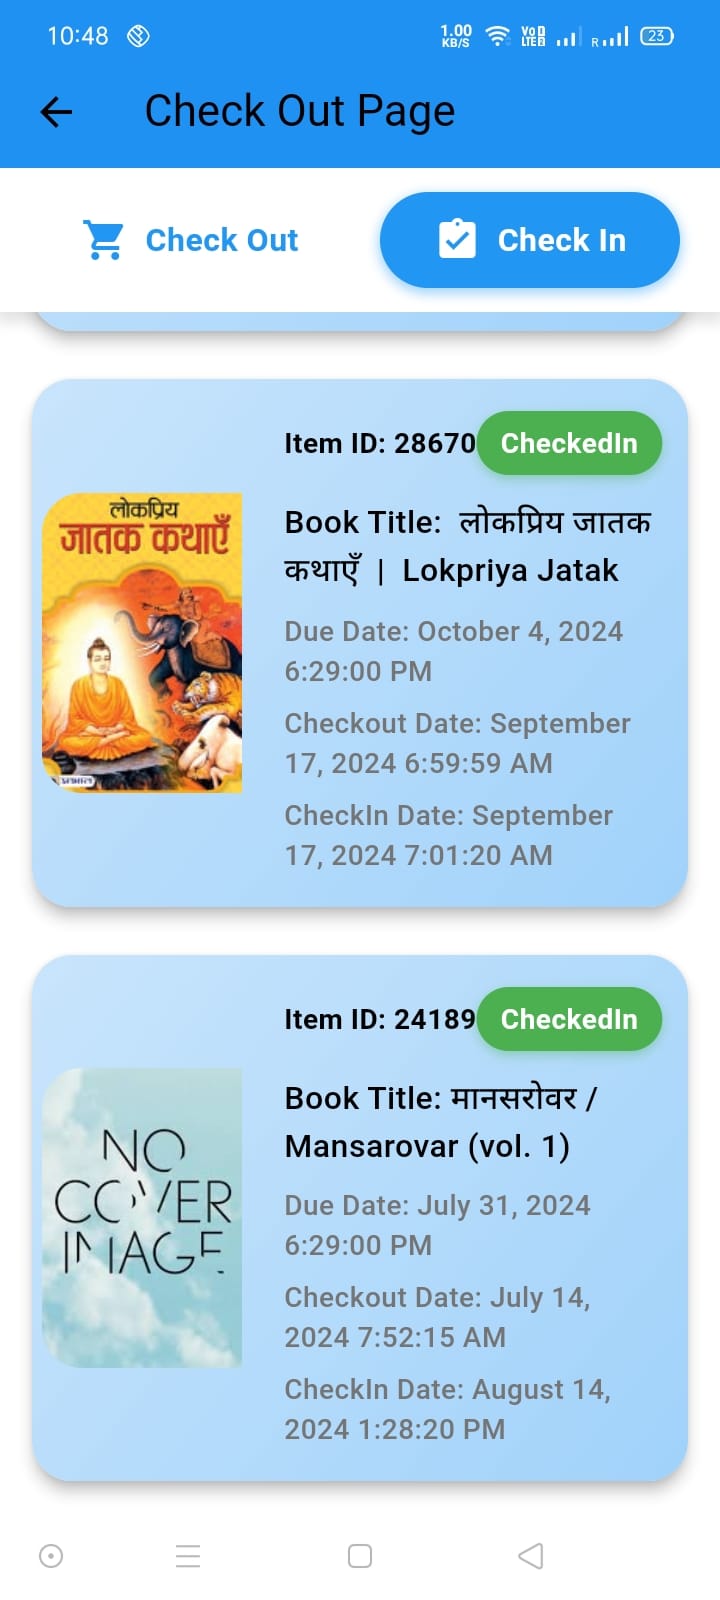 10:48
1.00 KB/S
VoLTE
R
23
Check Out Page
Check Out
Check In
Item ID: 28670
CheckedIn
लोकप्रिय
जातक कथाएँ
Book Title: लोकप्रिय जातक
कथाएँ | Lokpriya Jatak
Due Date: October 4, 2024
6:29:00 PM
Checkout Date: September
17, 2024 6:59:59 AM
CheckIn Date: September
17, 2024 7:01:20 AM
Item ID: 24189
CheckedIn
NO
COVER
IMAGE
Book Title: मानसरोवर /
Mansarovar (vol. 1)
Due Date: July 31, 2024
6:29:00 PM
Checkout Date: July 14,
2024 7:52:15 AM
CheckIn Date: August 14,
2024 1:28:20 PM